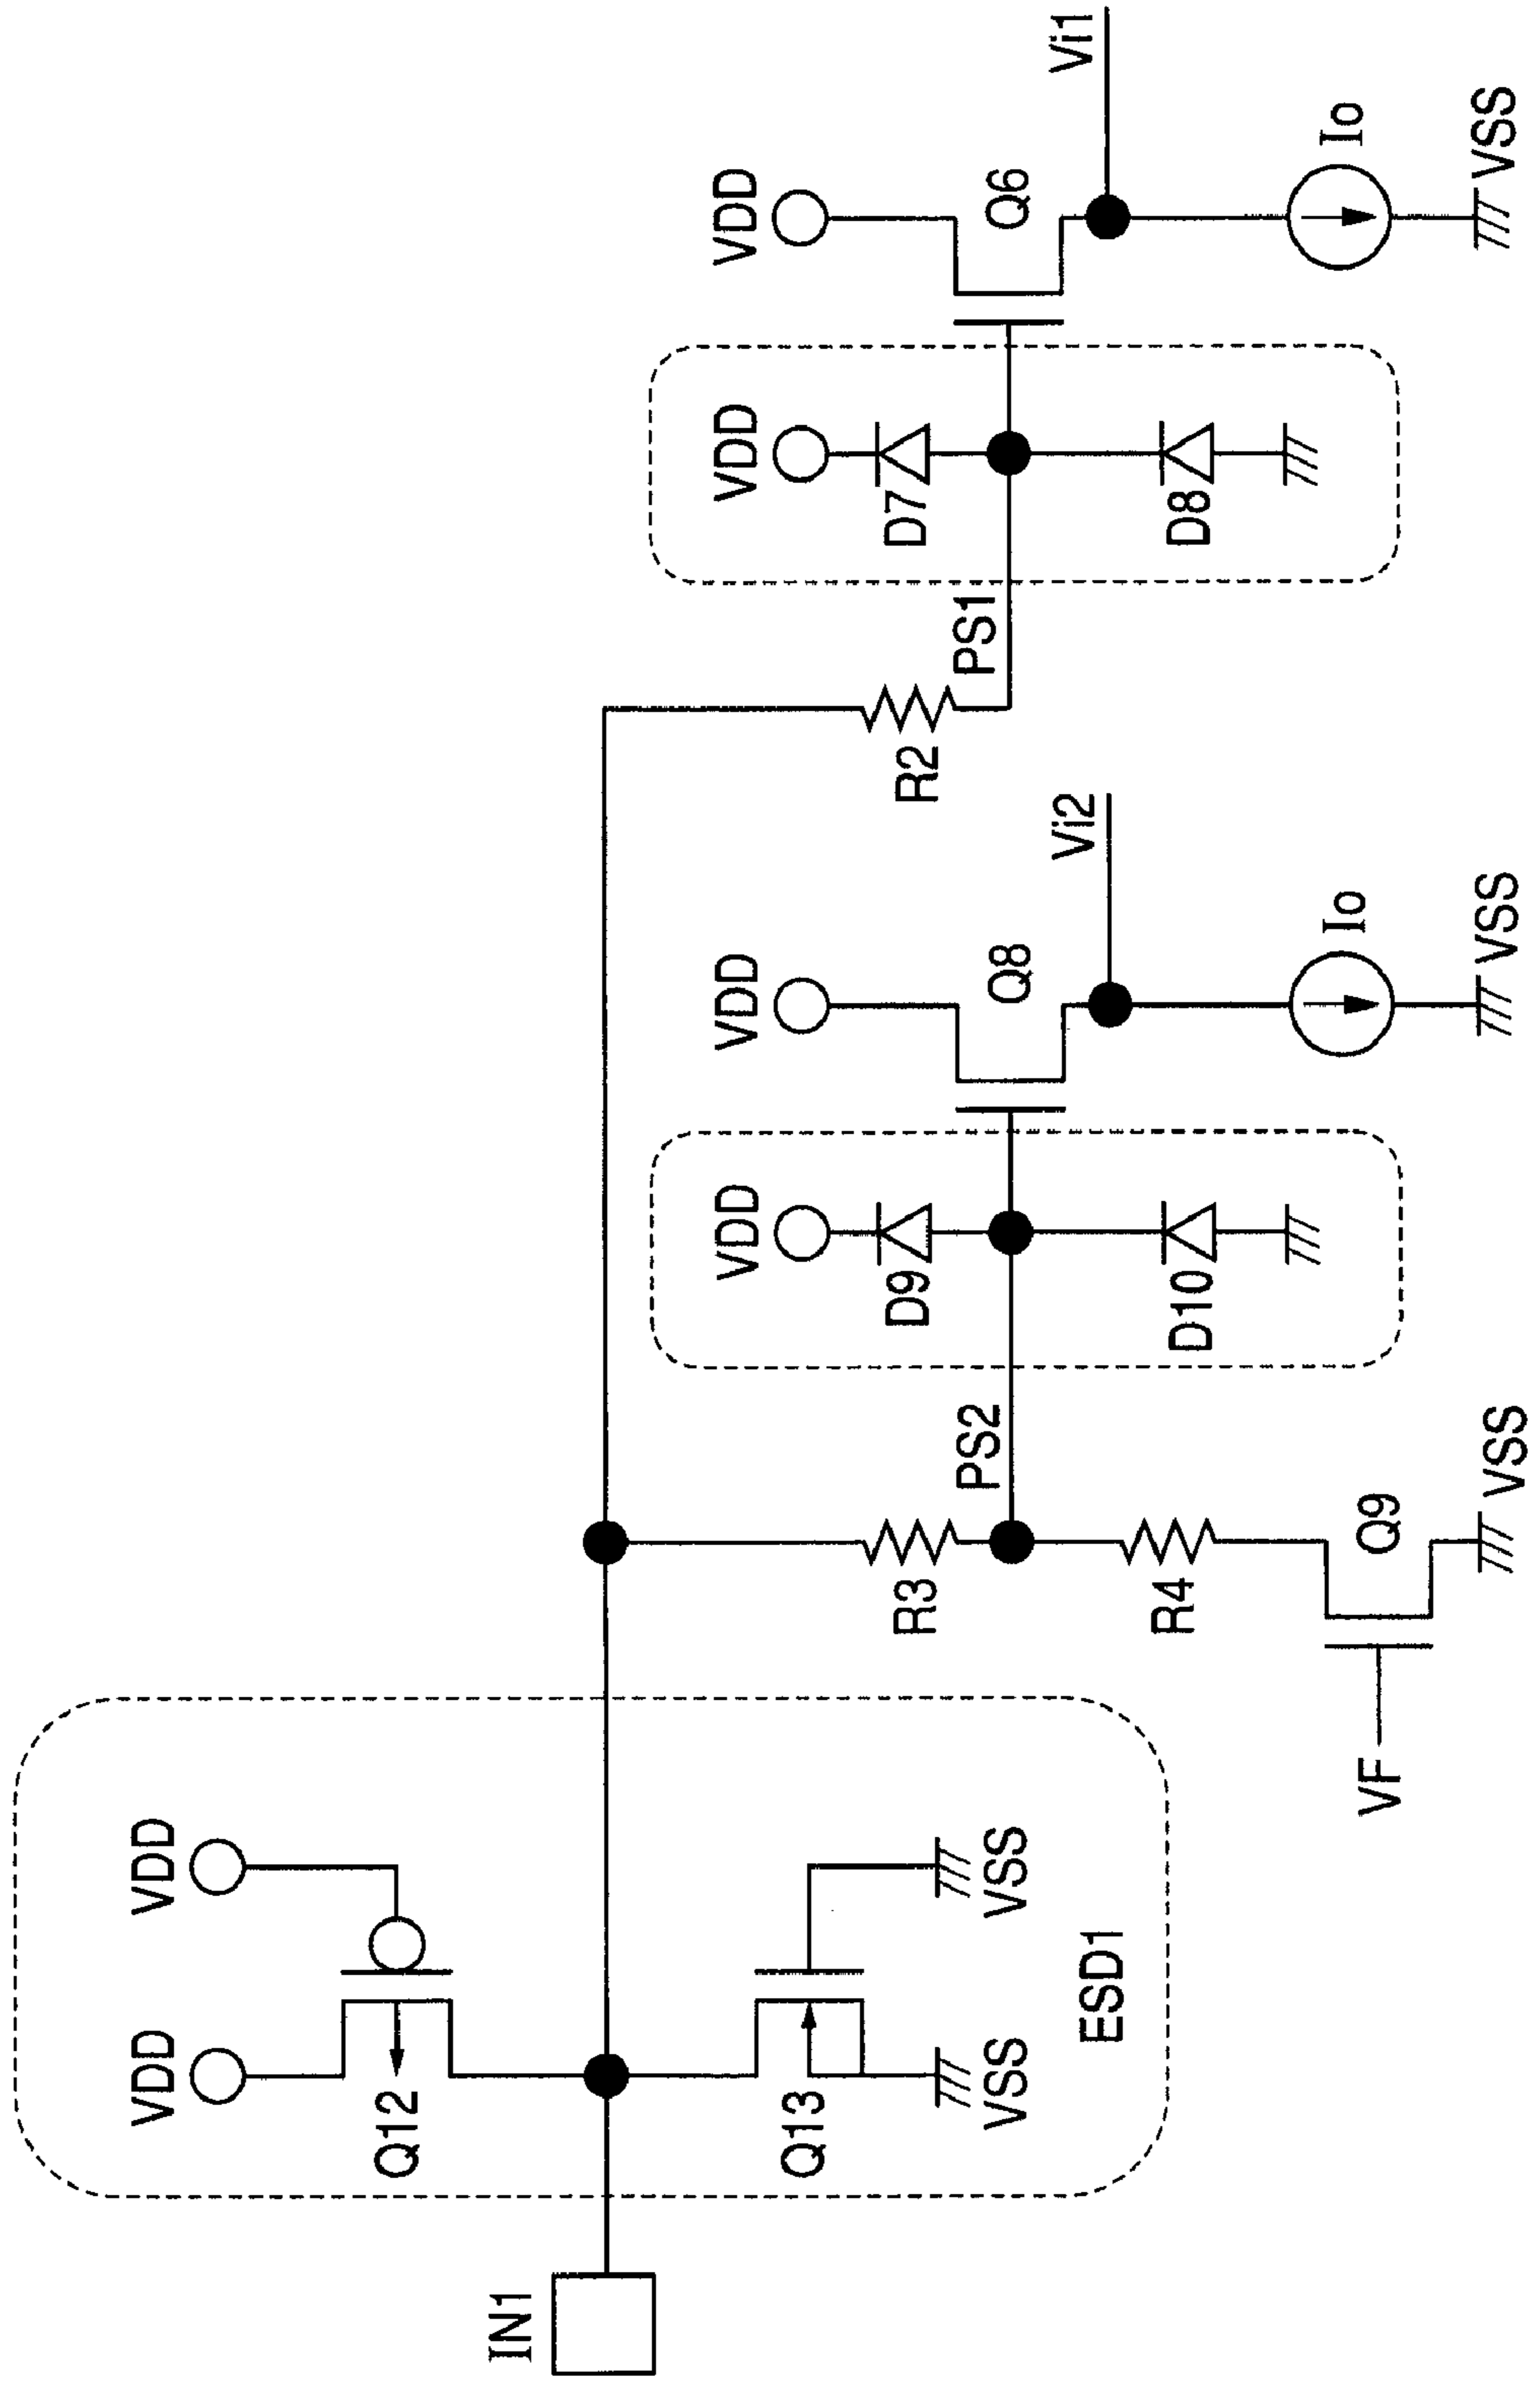 IN1
VDD
VDD
Q12
Q13
VSS
VSS
ESD1
VF
R3
PS2
R4
Q9
VSS
VDD
D9
D10
VDD
Q8
Vi2
Io
VSS
R2
PS1
VDD
D7
D8
VDD
Q6
Vi1
Io
VSS